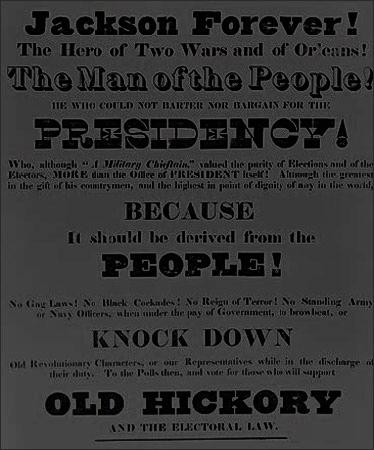 Jackson Forever!
The Hero of Two Wars and of Orleans!
The Man of the People!
HE WHO COULD NOT BARTER NOR BARGAIN FOR THE
PRESIDENCY!
Who, although "A Military Chieftain," valued the purity of Elections and of the
Electors, MORE than the Office of PRESIDENT itself! Although the greatest
in the gift of his countrymen, and the highest in point of dignity of any in the world,
BECAUSE
It should be derived from the
PEOPLE!
No Gag Laws! No Black Cockades! No Reign of Terror! No Standing Army
or Navy Officers, when under the pay of Government, to browbeat, or
KNOCK DOWN
Old Revolutionary Characters, or our Representatives while in the discharge of
their duty. To the Polls then, and vote for those who will support
OLD HICKORY
AND THE ELECTORAL LAW.